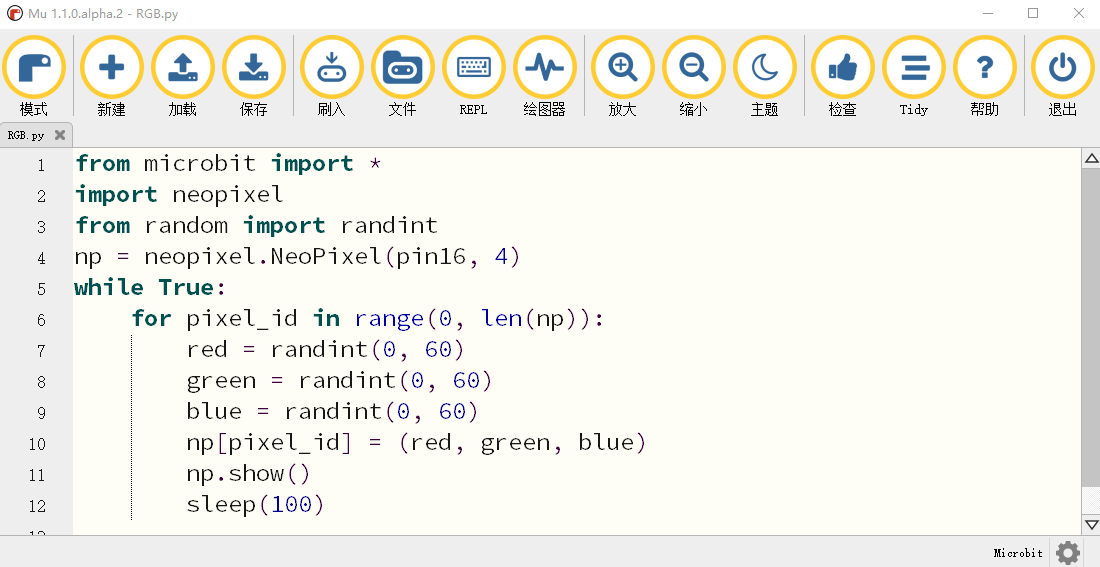 Mu 1.1.0.alpha.2 - RGB.py
模式 新建 加载 保存 刷入 文件 REPL 绘图器 放大 缩小 主题 检查 Tidy 帮助 退出
RGB.py
1 from microbit import *
2 import neopixel
3 from random import randint
4 np = neopixel.NeoPixel(pin16, 4)
5 while True:
6 for pixel_id in range(0, len(np)):
7 red = randint(0, 60)
8 green = randint(0, 60)
9 blue = randint(0, 60)
10 np[pixel_id] = (red, green, blue)
11 np.show()
12 sleep(100)
Microbit